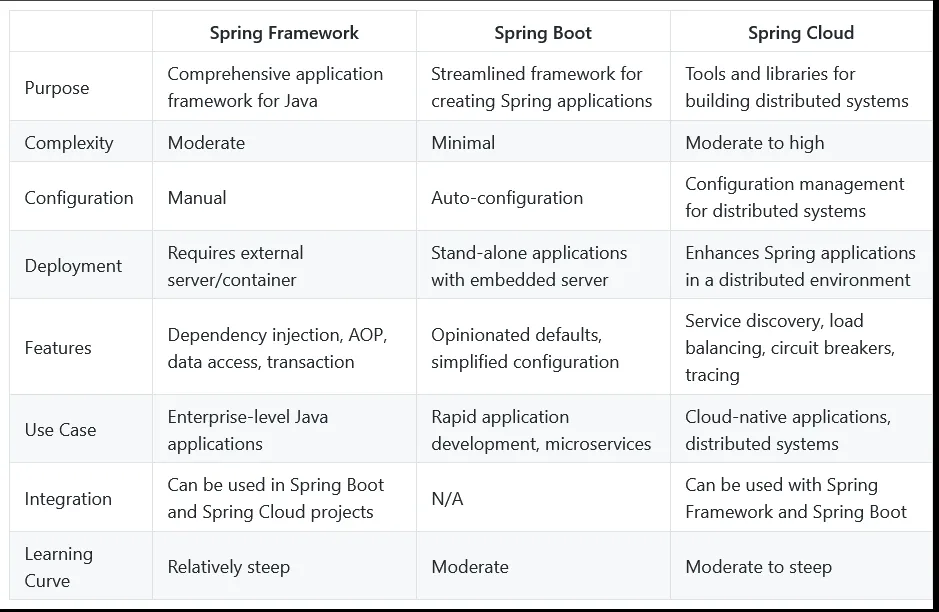 Spring Framework Spring Boot Spring Cloud
Purpose
Comprehensive application
framework for Java
Streamlined framework for
creating Spring applications
Tools and libraries for
building distributed systems
Complexity Moderate Minimal Moderate to high
Configuration Manual Auto-configuration
Configuration management
for distributed systems
Deployment
Requires external
server/container
Stand-alone applications
with embedded server
Enhances Spring applications
in a distributed environment
Features
Dependency injection, AOP,
data access, transaction
Opinionated defaults,
simplified configuration
Service discovery, load
balancing, circuit breakers,
tracing
Use Case
Enterprise-level Java
applications
Rapid application
development, microservices
Cloud-native applications,
distributed systems
Integration
Can be used in Spring Boot
and Spring Cloud projects
N/A
Can be used with Spring
Framework and Spring Boot
Learning
Curve
Relatively steep
Moderate
Moderate to steep